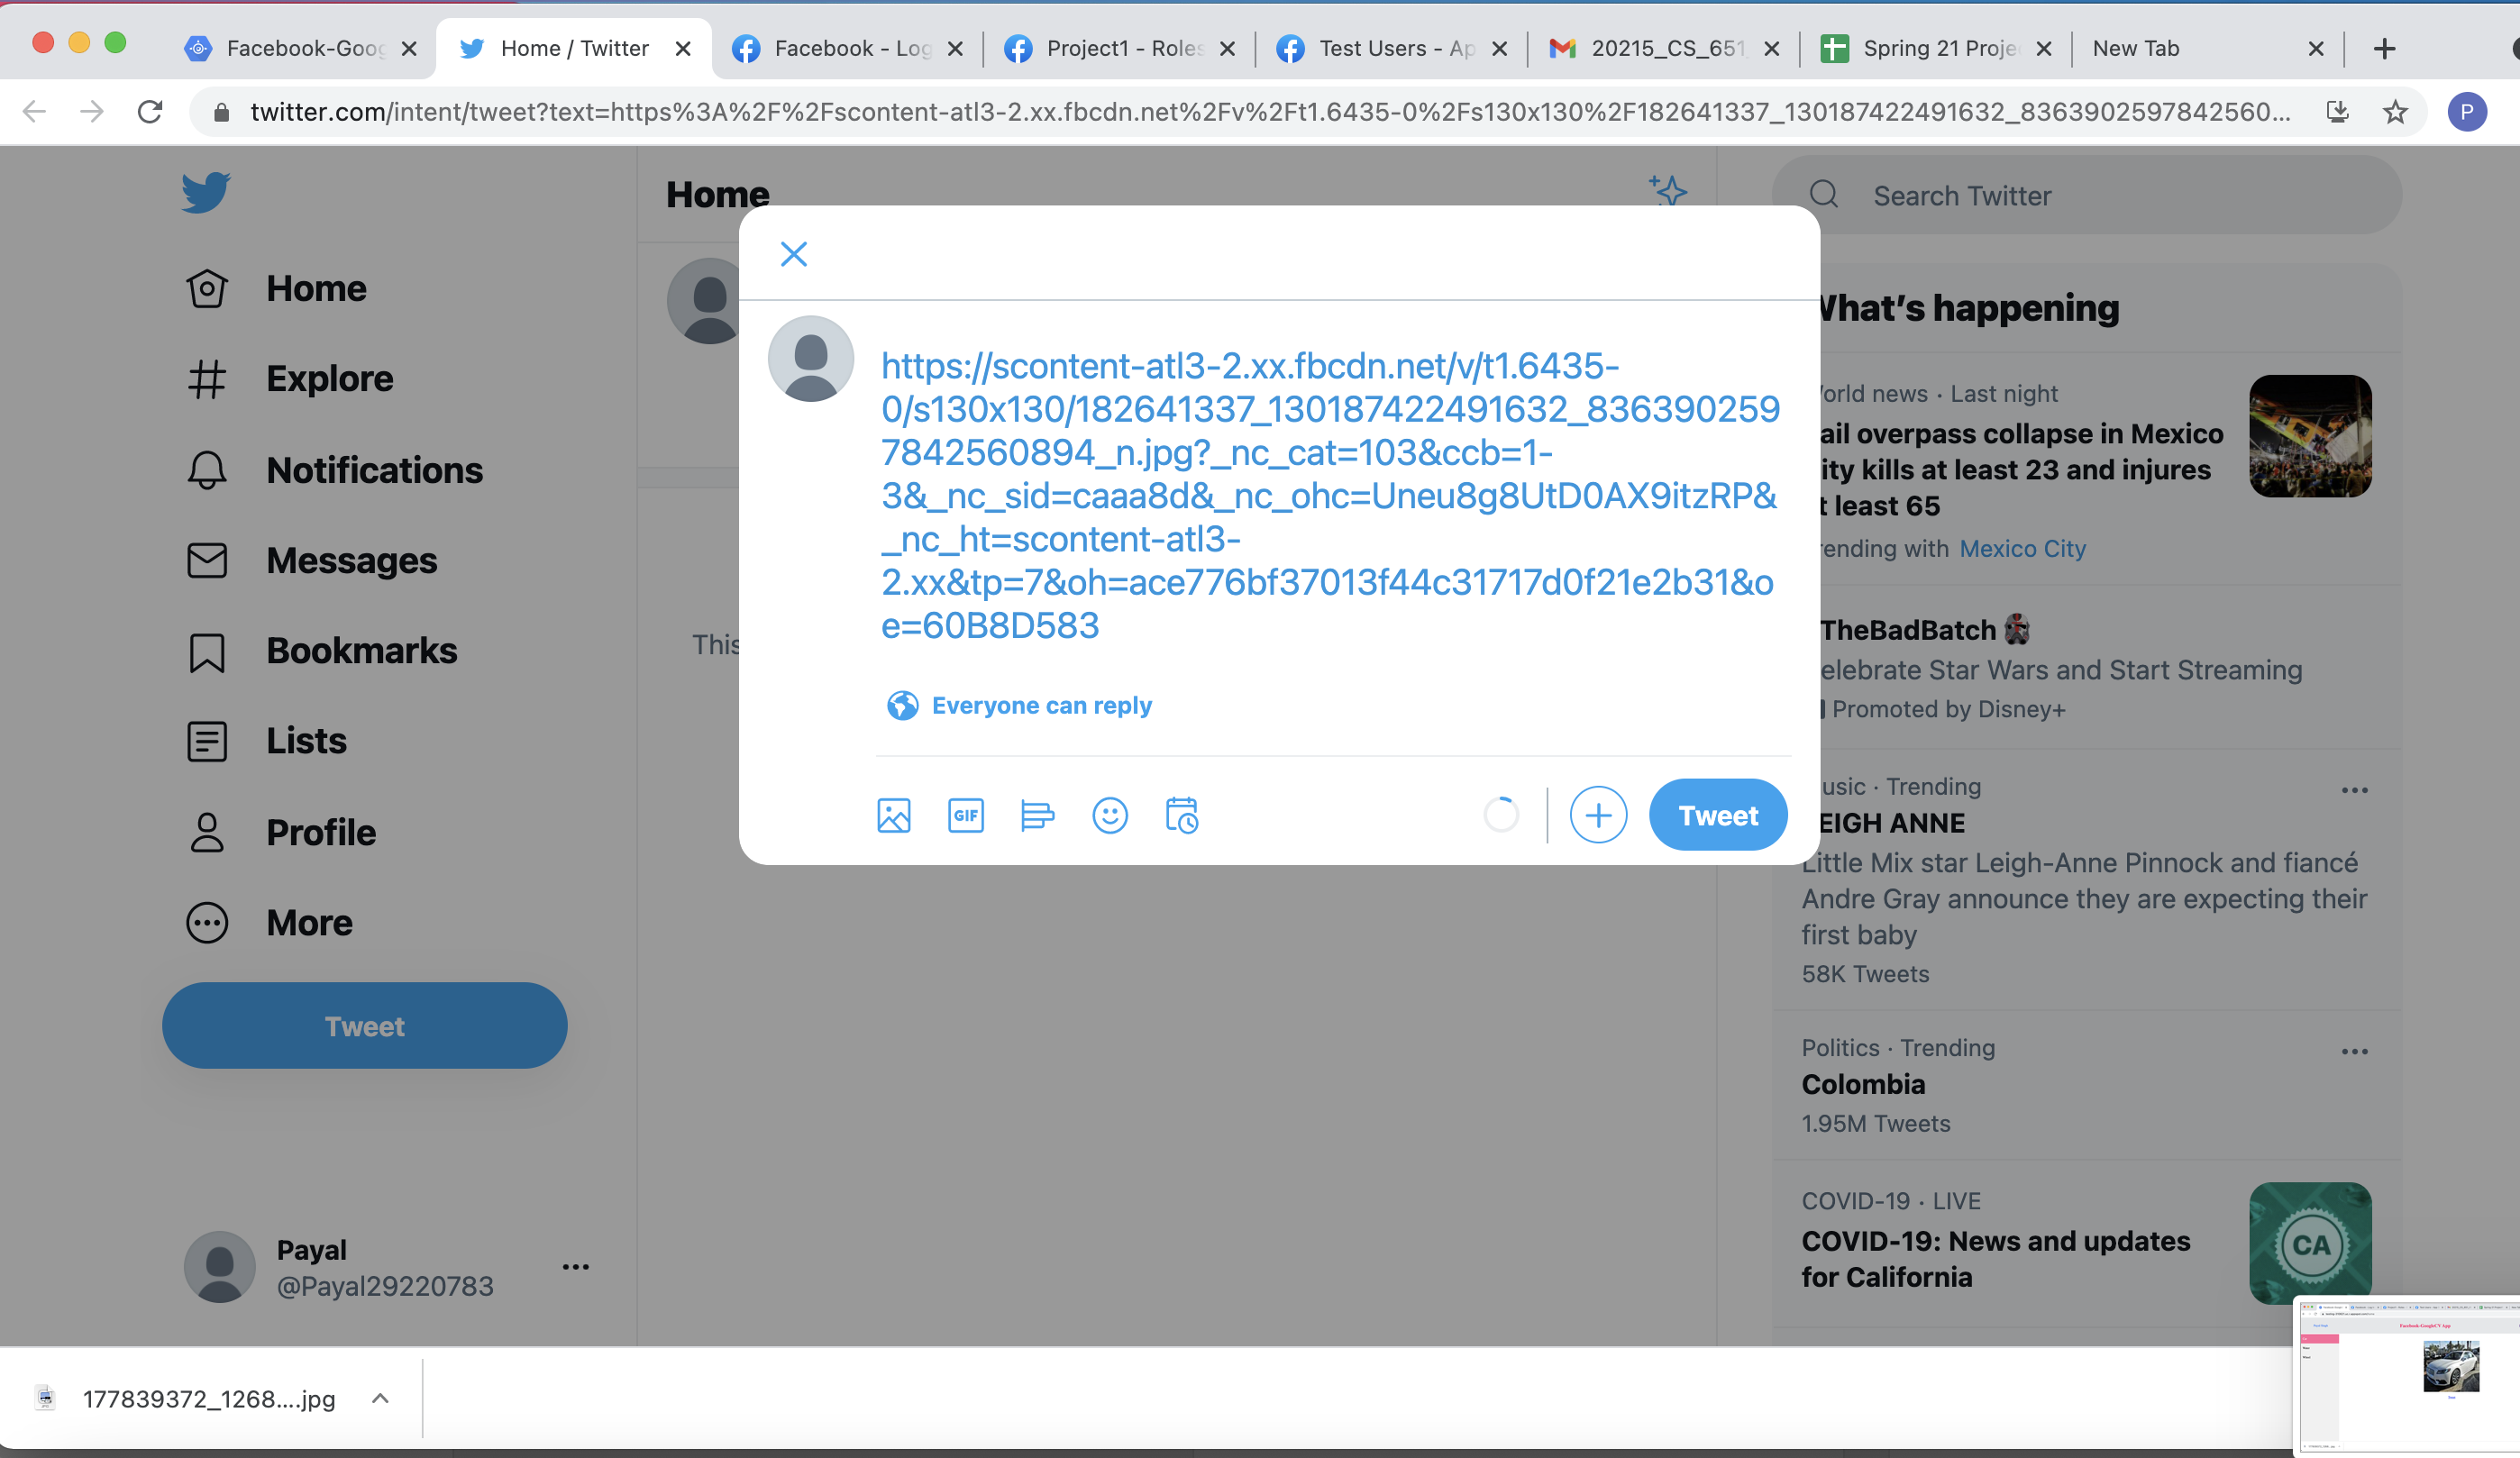 Facebook-Goog
Home / Twitter
Facebook - Log
Project1 - Roles
Test Users - Ap
20215_CS_651_
Spring 21 Proje
New Tab
twitter.com/intent/tweet?text=https%3A%2F%2Fscontent-atl3-2.xx.fbcdn.net%2Fv%2Ft1.6435-0%2Fs130x130%2F182641337_130187422491632_8363902597842560...
P
Home
Explore
Notifications
Messages
Bookmarks
Lists
Profile
More
Tweet
Payal
@Payal29220783
Home
This
https://scontent-atl3-2.xx.fbcdn.net/v/t1.6435-
0/s130x130/182641337_130187422491632_836390259
7842560894_n.jpg?_nc_cat=103&ccb=1-
3&_nc_sid=caaa8d&_nc_ohc=Uneu8g8UtD0AX9itzRP&
_nc_ht=scontent-atl3-
2.xx&tp=7&oh=ace776bf37013f44c31717d0f21e2b31&o
e=60B8D583
Everyone can reply
GIF
Tweet
Search Twitter
What's happening
orld news · Last night
ail overpass collapse in Mexico
ity kills at least 23 and injures
t least 65
rending with Mexico City
TheBadBatch
elebrate Star Wars and Start Streaming
Promoted by Disney+
usic · Trending
EIGH ANNE
Little Mix star Leigh-Anne Pinnock and fiancé
Andre Gray announce they are expecting their
first baby
58K Tweets
Politics · Trending
Colombia
1.95M Tweets
COVID-19 · LIVE
COVID-19: News and updates
for California
CA
177839372_1268....jpg
Facebook-GoogleCV App